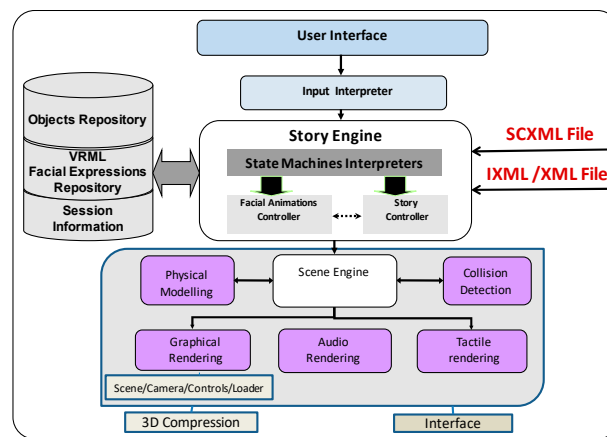 User Interface
Input Interpreter
Objects Repository
VRML
Facial Expressions
Repository
Session
Information
Story Engine
State Machines Interpreters
Facial Animations
Controller
Story
Controller
SCXML File
IXML /XML File
Physical
Modelling
Scene Engine
Collision
Detection
Graphical
Rendering
Audio
Rendering
Tactile
rendering
Scene/Camera/Controls/Loader
3D Compression
Interface